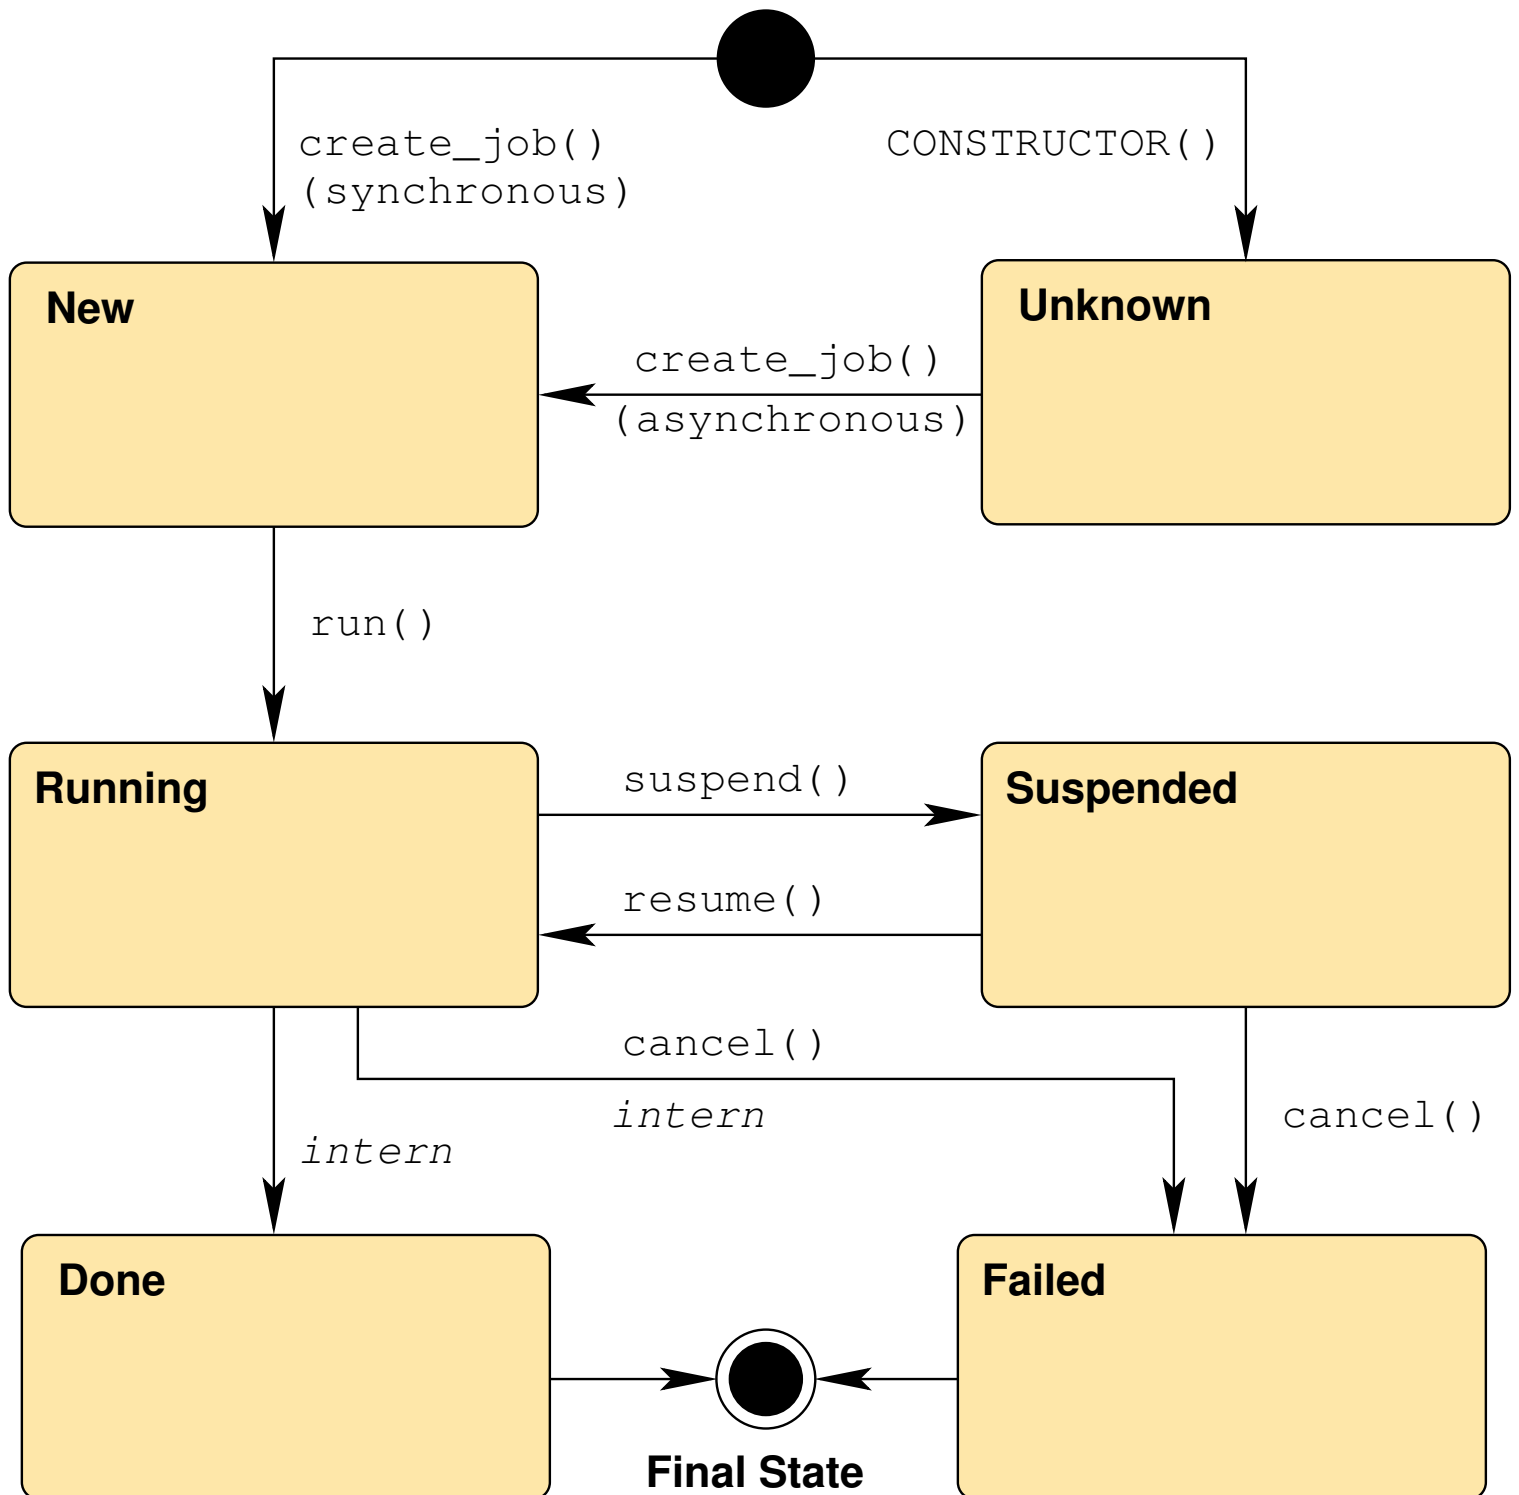 create_job()
(synchronous)
CONSTRUCTOR()
New
Unknown
create_job()
(asynchronous)
run()
Running
suspend()
Suspended
resume()
cancel()
intern
cancel()
intern
Done
Failed
Final State